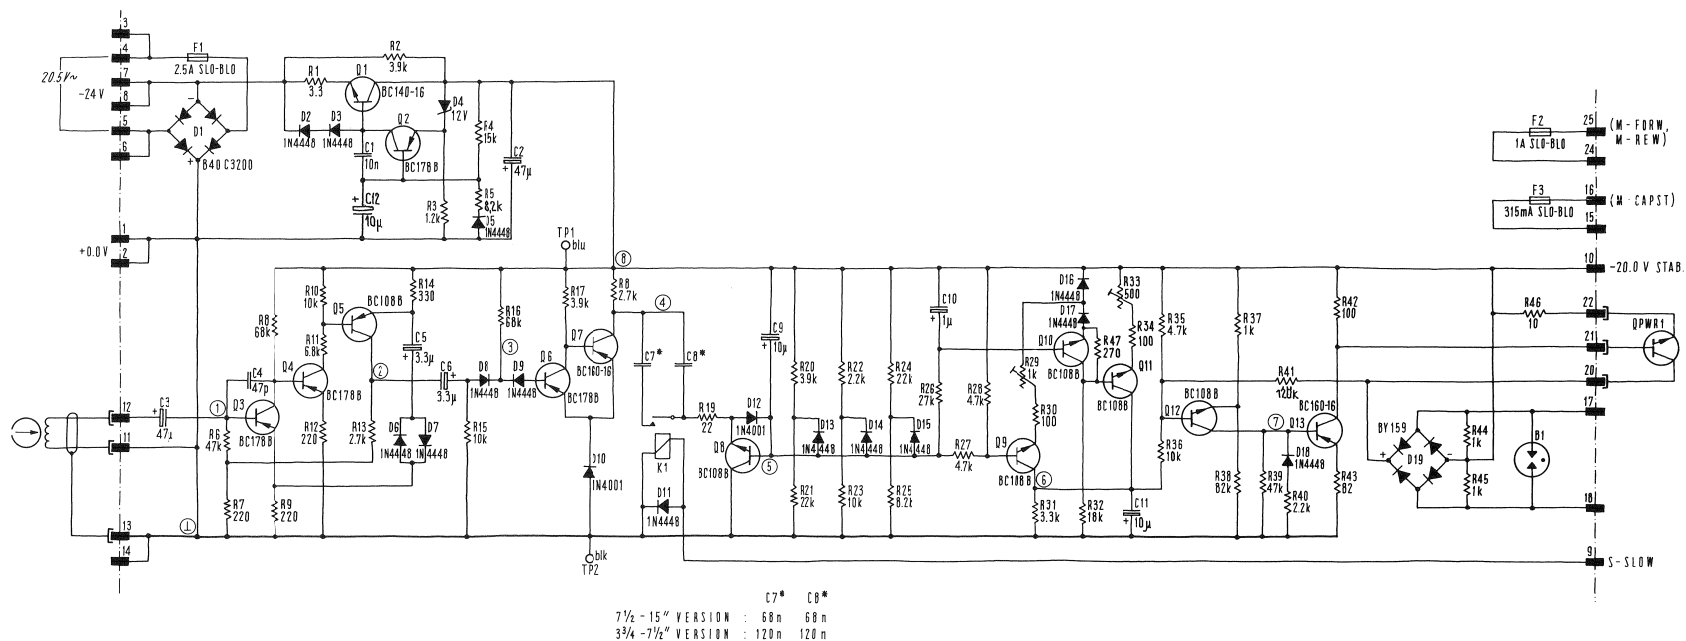 3
4
7
8
5
6
1
2
20.5V~
-24V
+0.0V
F1
2.5A SLO-BLO
D1
- 
+
B40 C3200
R1
3.3
Q1
BC140-16
R2
3.9k
D2
1N4448
D3
1N4448
Q2
BC178B
C1
10n
C12
+
10µ
D4
12V
R4
15k
C2
+
47µ
R3
1.2k
R5
8.2k
D5
1N4448
F2
1A SLO-BLO
25
24
(M-FORW,
M-REW)
F3
315mA SLO-BLO
16
15
(M-CAPST)
TP1
blu
8
10
-20.0 V STAB.
R8
68k
R10
10k
R11
6.8k
Q5
BC108B
R14
330
C5
+
3.3µ
R16
68k
R17
3.9k
R8
2.7k
4
C7*
C8*
C9
+
10µ
C10
+
1µ
D16
1N4448
D17
1N4448
R33
500
R34
100
R35
4.7k
R37
1k
R42
100
R46
10
22
QPWR1
21
20
17
12
11
C3
+
47µ
1
C4
47p
Q3
BC178B
Q4
BC178B
R6
47k
R12
220
R13
2.7k
2
C6
+
3.3µ
D6
1N4448
D7
1N4448
R15
10k
D8
1N4448
3
D9
1N4448
Q6
BC178B
Q7
BC160-16
R19
22
D12
1N4001
R20
3.9k
R22
2.2k
R24
22k
R26
27k
R28
4.7k
R29
1k
Q10
BC108B
R47
270
Q11
BC108B
R41
120k
Q12
BC108B
7
Q13
BC160-16
D13
1N4448
D14
1N4448
D15
1N4448
R27
4.7k
Q9
BC108B
R30
100
R36
10k
BY159
+
-
D19
R44
1k
R45
1k
B1
K1
Q8
BC108B
5
6
D10
1N4001
D11
1N4448
R7
220
R9
220
R21
22k
R23
10k
R25
8.2k
R31
3.3k
R32
18k
C11
+
10µ
R38
82k
R39
47k
D18
1N4448
R40
2.2k
R43
82
18
13
14
⊥
blk
TP2
9
S-SLOW
C7* C8*
7½ -15" VERSION : 68n 68n
3¾ -7½" VERSION : 120n 120n